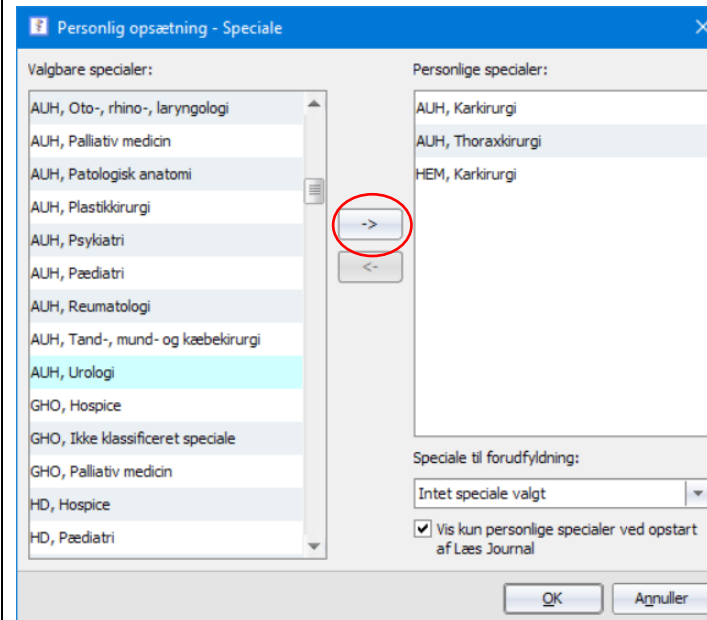 Personlig opsætning - Speciale
Valgbare specialer:
AUH, Oto-, rhino-, laryngologi
AUH, Palliativ medicin
AUH, Patologisk anatomi
AUH, Plastikkirurgi
AUH, Psykiatri
AUH, Pædiatri
AUH, Reumatologi
AUH, Tand-, mund- og kæbekirurgi
AUH, Urologi
GHO, Hospice
GHO, Ikke klassificeret speciale
GHO, Palliativ medicin
HD, Hospice
HD, Pædiatri
->
<-
Personlige specialer:
AUH, Karkirurgi
AUH, Thoraxkirurgi
HEM, Karkirurgi
Speciale til forudfyldning:
Intet speciale valgt
Vis kun personlige specialer ved opstart
af Læs Journal
OK
Annuller